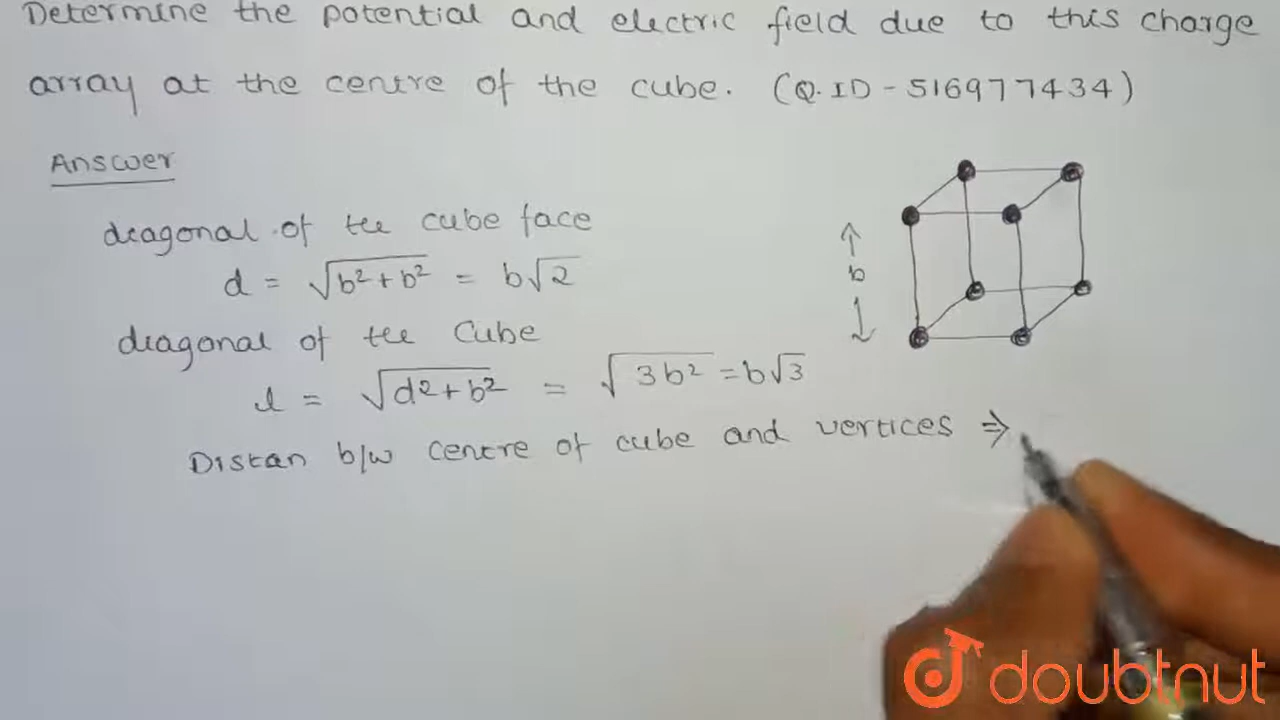 Determine the potential and electric field due to this charge
array at the centre of the cube. (Q.ID - 516977434)
Answer
diagonal of the cube face
d = √b²+b² = b√2
diagonal of the cube
l = √d²+b² = √3b² = b√3
Distan b/w centre of cube and vertices ⇒
b
doubtnut